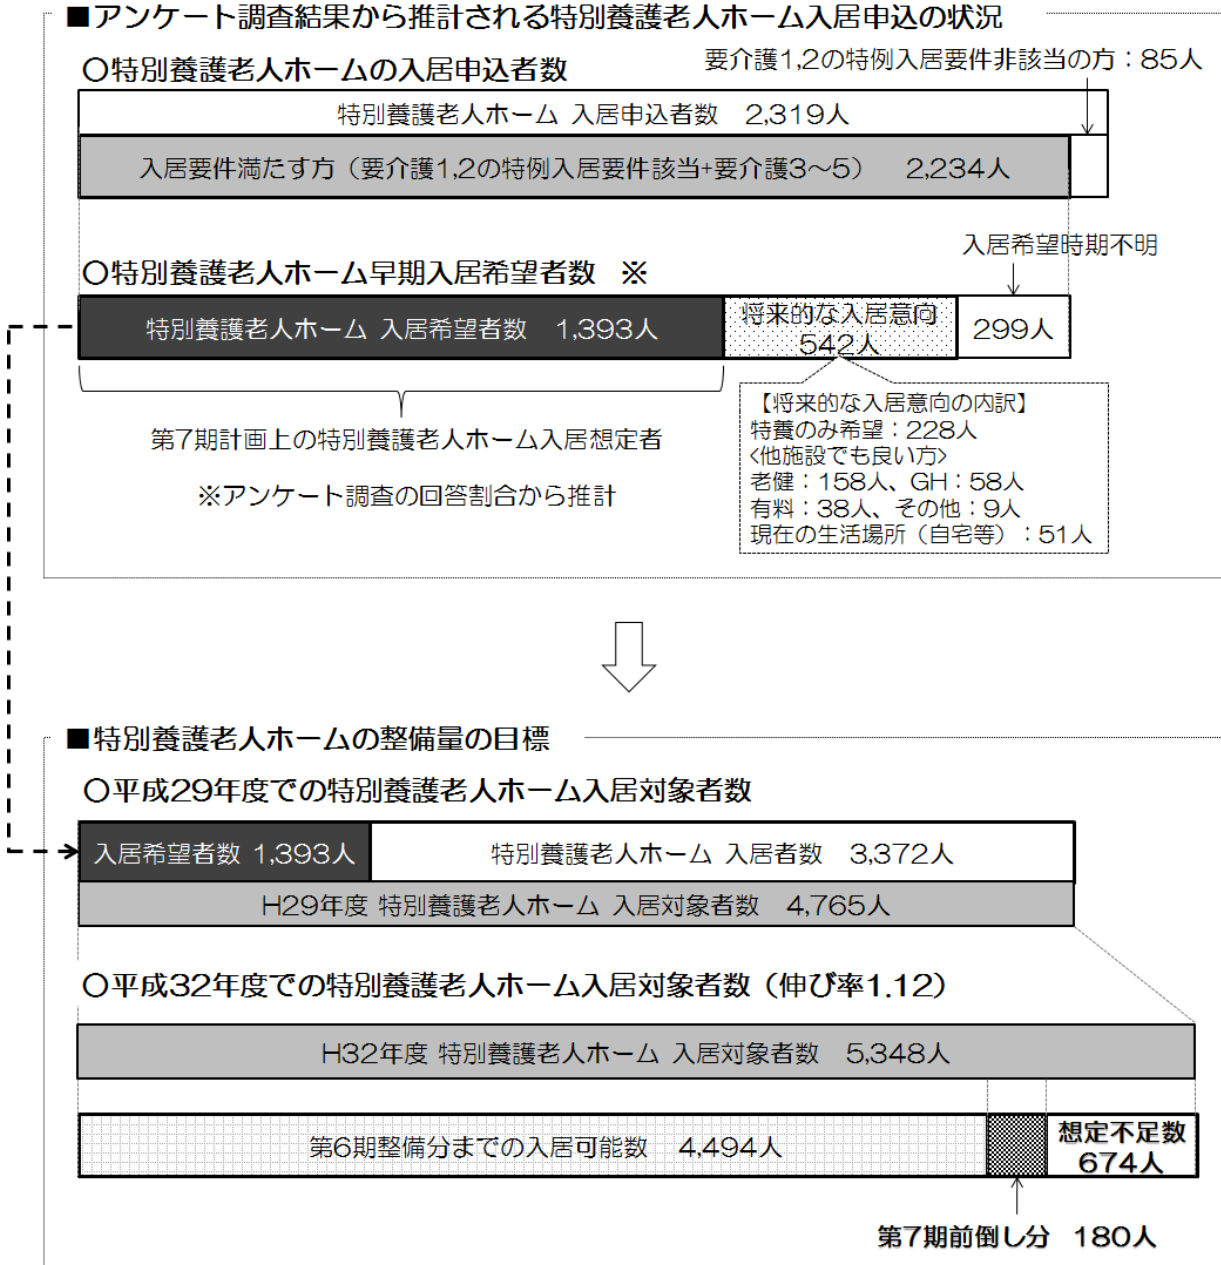 ■アンケート調査結果から推計される特別養護老人ホーム入居申込の状況
〇特別養護老人ホームの入居申込者数
要介護1,2の特例入居要件非該当の方：85人
特別養護老人ホーム 入居申込者数　2,319人
入居要件満たす方（要介護1,2の特例入居要件該当+要介護3〜5）　2,234人
入居希望時期不明
〇特別養護老人ホーム早期入居希望者数　※
特別養護老人ホーム 入居希望者数　1,393人
将来的な入居意向
542人
299人
【将来的な入居意向の内訳】
特養のみ希望：228人
<他施設でも良い方>
老健：158人、GH：58人
有料：38人、その他：9人
現在の生活場所（自宅等）：51人
第7期計画上の特別養護老人ホーム入居想定者
※アンケート調査の回答割合から推計
■特別養護老人ホームの整備量の目標
〇平成29年度での特別養護老人ホーム入居対象者数
入居希望者数 1,393人
特別養護老人ホーム 入居者数　3,372人
H29年度 特別養護老人ホーム 入居対象者数　4,765人
〇平成32年度での特別養護老人ホーム入居対象者数（伸び率1.12）
H32年度 特別養護老人ホーム 入居対象者数　5,348人
第6期整備分までの入居可能数　4,494人
想定不足数
674人
第7期前倒し分　180人